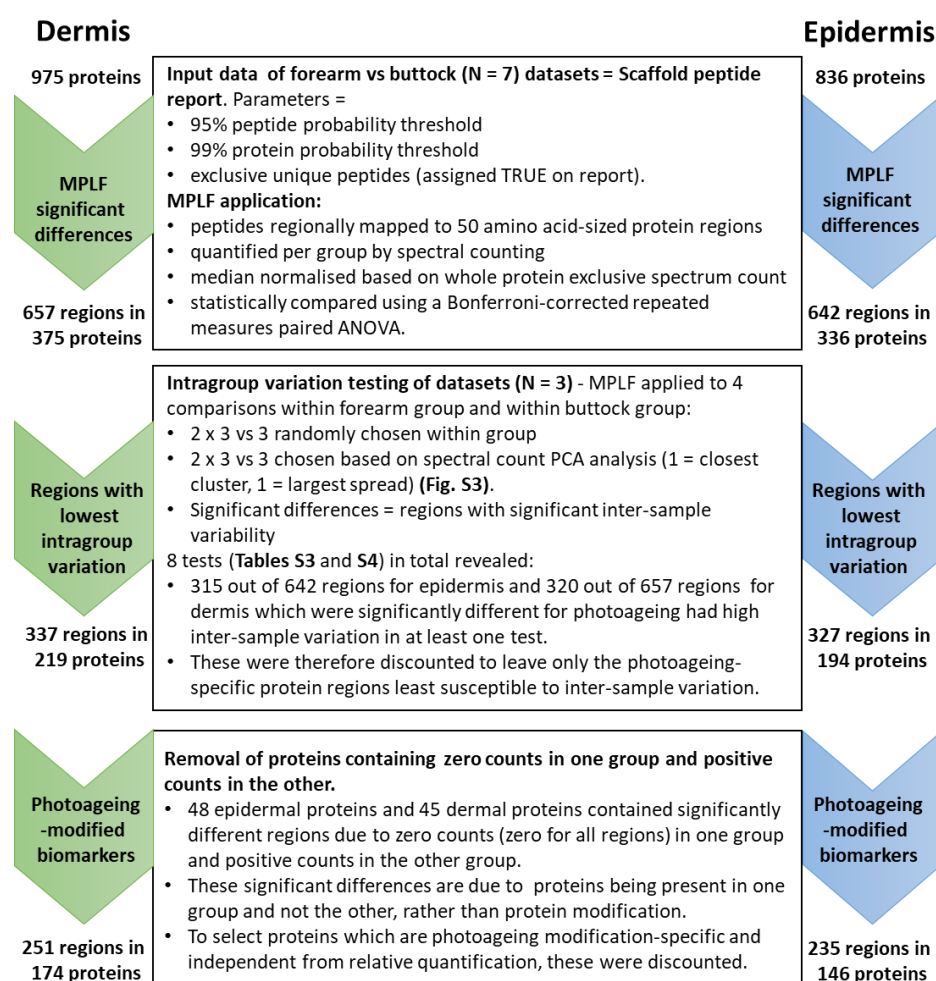 Dermis
975 proteins
MPLF
significant
differences
657 regions in
375 proteins
Regions with
lowest
intragroup
variation
337 regions in
219 proteins
Photoageing
-modified
biomarkers
251 regions in
174 proteins
Input data of forearm vs buttock (N = 7) datasets = Scaffold peptide
report. Parameters =
• 95% peptide probability threshold
• 99% protein probability threshold
• exclusive unique peptides (assigned TRUE on report).
MPLF application:
• peptides regionally mapped to 50 amino acid-sized protein regions
• quantified per group by spectral counting
• median normalised based on whole protein exclusive spectrum count
• statistically compared using a Bonferroni-corrected repeated
measures paired ANOVA.
Intragroup variation testing of datasets (N = 3) - MPLF applied to 4
comparisons within forearm group and within buttock group:
• 2 x 3 vs 3 randomly chosen within group
• 2 x 3 vs 3 chosen based on spectral count PCA analysis (1 = closest
cluster, 1 = largest spread) (Fig. S3).
• Significant differences = regions with significant inter-sample
variability
8 tests (Tables S3 and S4) in total revealed:
• 315 out of 642 regions for epidermis and 320 out of 657 regions for
dermis which were significantly different for photoageing had high
inter-sample variation in at least one test.
• These were therefore discounted to leave only the photoageing-
specific protein regions least susceptible to inter-sample variation.
Removal of proteins containing zero counts in one group and positive
counts in the other.
• 48 epidermal proteins and 45 dermal proteins contained significantly
different regions due to zero counts (zero for all regions) in one group
and positive counts in the other group.
• These significant differences are due to proteins being present in one
group and not the other, rather than protein modification.
• To select proteins which are photoageing modification-specific and
independent from relative quantification, these were discounted.
Epidermis
836 proteins
MPLF
significant
differences
642 regions in
336 proteins
Regions with
lowest
intragroup
variation
327 regions in
194 proteins
Photoageing
-modified
biomarkers
235 regions in
146 proteins